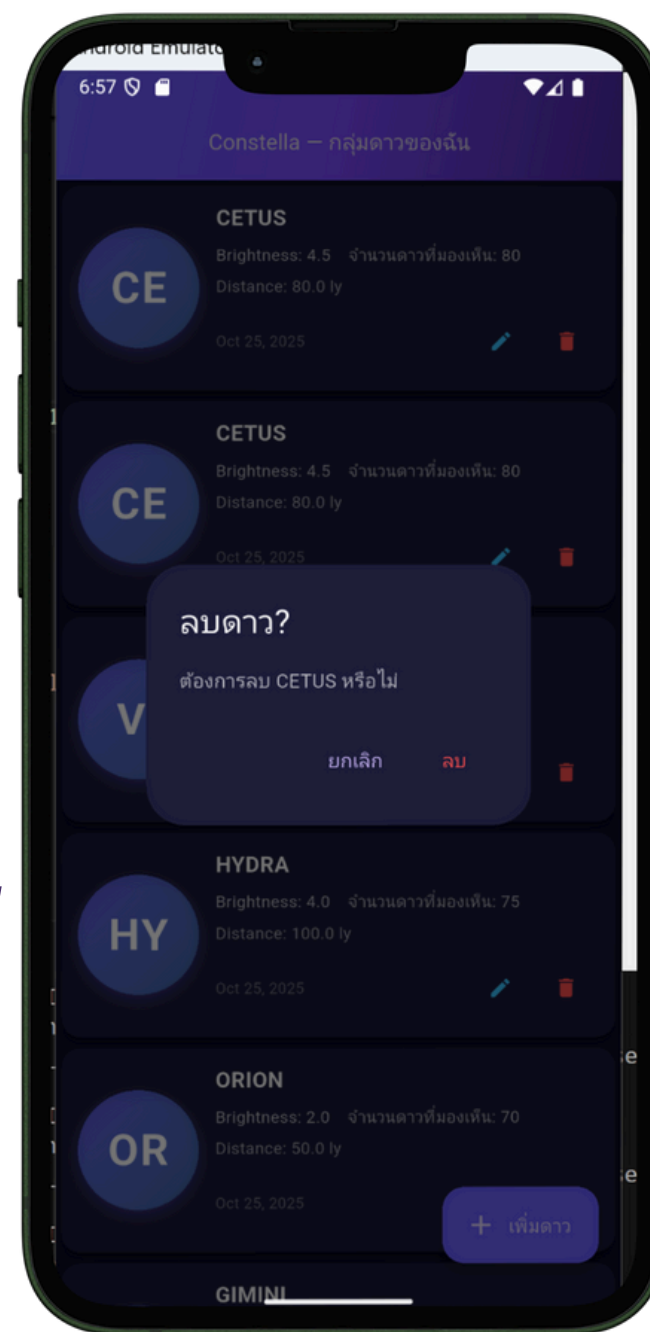 Android Emulato
6:57
Constella — กลุ่มดาวของฉัน
CETUS
CE
Brightness: 4.5 จำนวนดาวที่มองเห็น: 80
Distance: 80.0 ly
Oct 25, 2025
CETUS
CE
Brightness: 4.5 จำนวนดาวที่มองเห็น: 80
Distance: 80.0 ly
Oct 25, 2025
V
ลบดาว?
ต้องการลบ CETUS หรือไม่
ยกเลิก ลบ
HYDRA
HY
Brightness: 4.0 จำนวนดาวที่มองเห็น: 75
Distance: 100.0 ly
Oct 25, 2025
ORION
OR
Brightness: 2.0 จำนวนดาวที่มองเห็น: 70
Distance: 50.0 ly
Oct 25, 2025
+ เพิ่มดาว
GIMINI